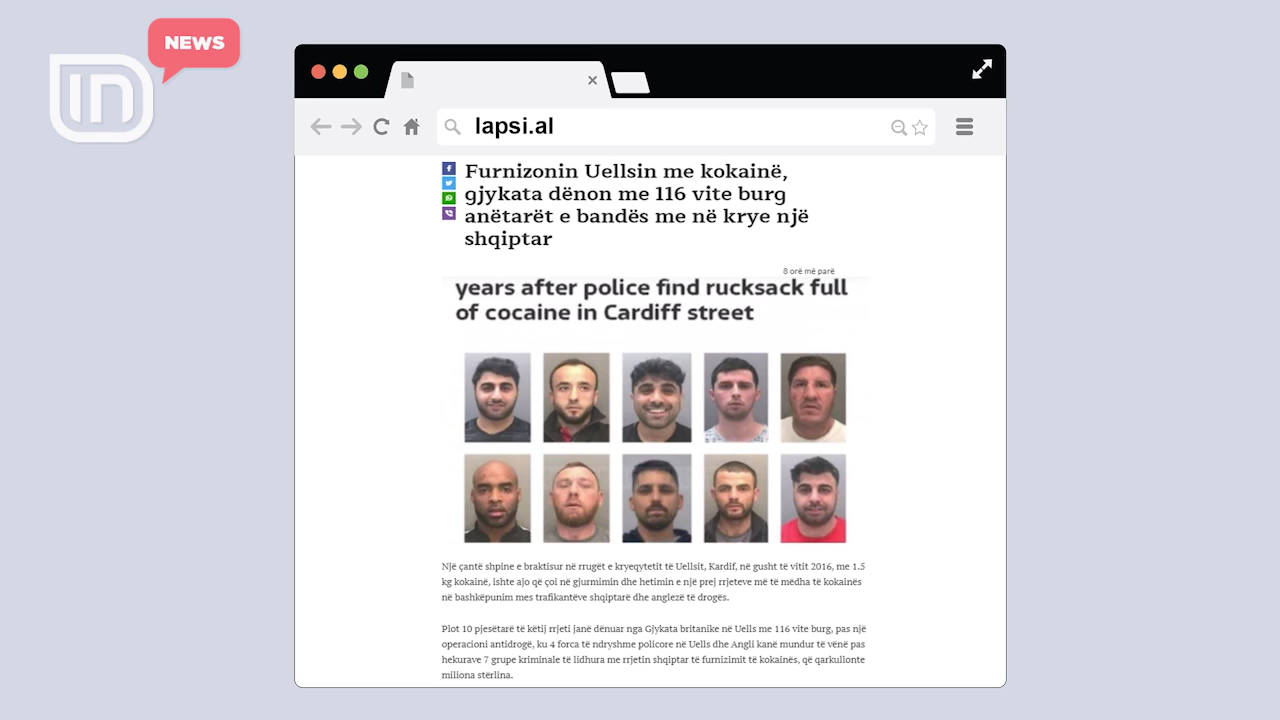 NEWS
IN
lapsi.al
Furnizonin Uellsin me kokainë,
gjykata dënon me 116 vite burg
anëtarët e bandës me në krye një
shqiptar
8 orë më parë
years after police find rucksack full
of cocaine in Cardiff street
Një çantë shpine e braktisur në rrugët e kryeqytetit të Uellsit, Kardif, në gusht të vitit 2016, me 1.5
kg kokainë, ishte ajo që çoi në gjurmimin dhe hetimin e një prej rrjeteve më të mëdha të kokainës
në bashkëpunim mes trafikantëve shqiptarë dhe anglezë të drogës.
Plot 10 pjesëtarë të këtij rrjeti janë dënuar nga Gjykata britanike në Uells me 116 vite burg, pas një
operacioni antidrogë, ku 4 forca të ndryshme policore në Uells dhe Angli kanë mundur të vënë pas
hekurave 7 grupe kriminale të lidhura me rrjetin shqiptar të furnizimit të kokainës, që qarkullonte
miliona stërlina.